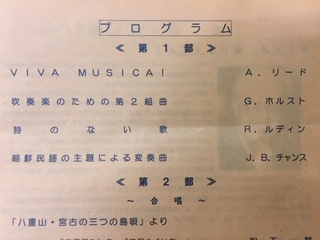 プログラム
≪ 第 1 部 ≫
VIVA MUSICA! A. リード
吹奏楽のための第2組曲 G. ホルスト
詩のない歌 R. ルディン
朝鮮民謡の主題による変奏曲 J.B. チャンス
≪ 第 2 部 ≫
～ 合唱 ～
「八重山・宮古の三つの島唄」より